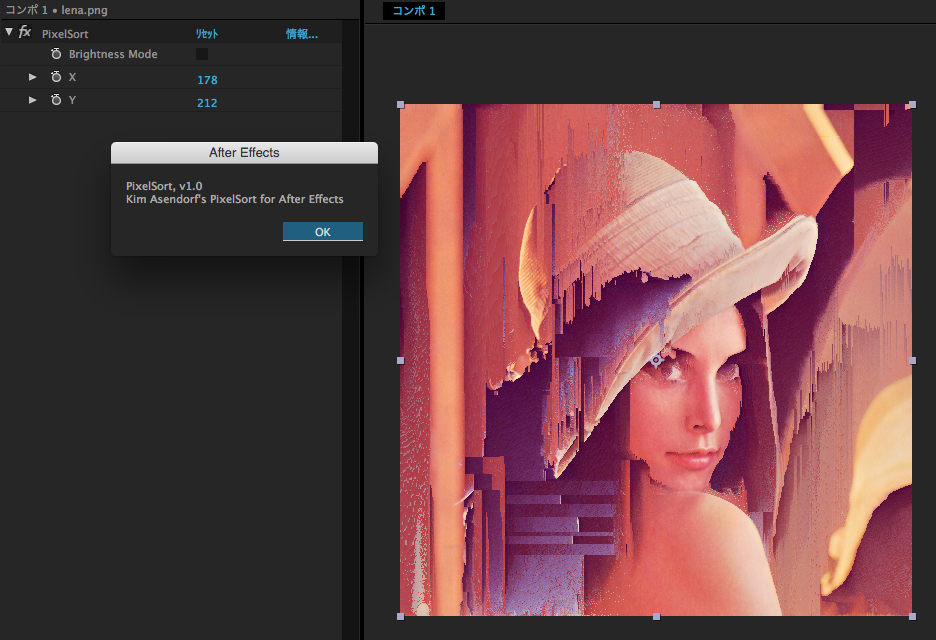 コンポ 1 • lena.png
コンポ 1
fx PixelSort リセット 情報...
Brightness Mode
X 178
Y 212
After Effects
PixelSort, v1.0
Kim Asendorf's PixelSort for After Effects
OK